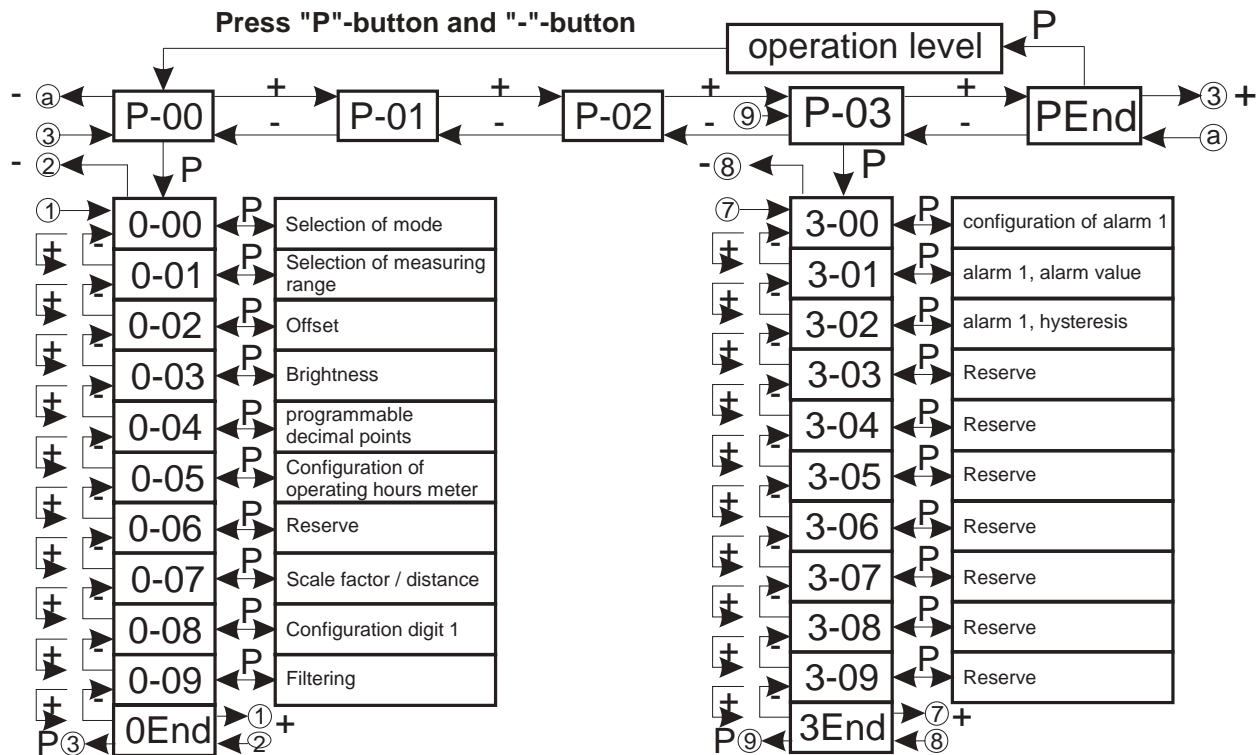 Press "P"-button and "-"-button
operation level
P
- ⓐ + + + + ③ +
P-00 P-01 P-02 P-03 PEnd
③ - - ⑨ - - ⓐ
- ② P - ⑧ P
① 0-00 P Selection of mode
+ -
0-01 P Selection of measuring
range
+ -
0-02 P Offset
+ -
0-03 P Brightness
+ -
0-04 P programmable
decimal points
+ -
0-05 P Configuration of
operating hours meter
+ -
0-06 P Reserve
+ -
0-07 P Scale factor / distance
+ -
0-08 P Configuration digit 1
+ -
0-09 P Filtering
+ -
0End ① +
P ③ ②
⑦ 3-00 P configuration of alarm 1
+ -
3-01 P alarm 1, alarm value
+ -
3-02 P alarm 1, hysteresis
+ -
3-03 P Reserve
+ -
3-04 P Reserve
+ -
3-05 P Reserve
+ -
3-06 P Reserve
+ -
3-07 P Reserve
+ -
3-08 P Reserve
+ -
3-09 P Reserve
+ -
3End ⑦ +
P ⑨ ⑧